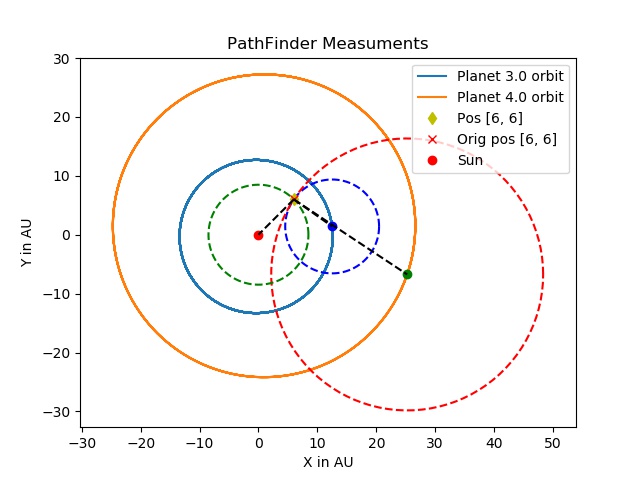 PathFinder Measuments
Planet 3.0 orbit
Planet 4.0 orbit
Pos [6, 6]
Orig pos [6, 6]
Sun
Y in AU
30
20
10
0
−10
−20
−30
−30
−20
−10
0
10
20
30
40
50
X in AU